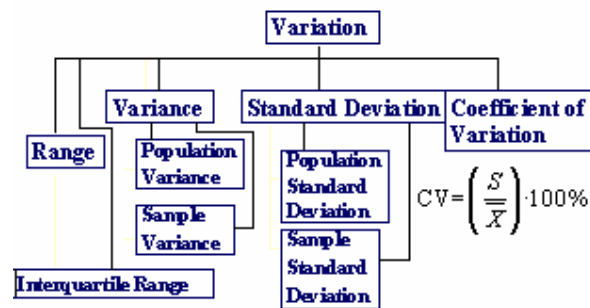 Variation
Variance
Standard Deviation
Coefficient of
Variation
Range
Population
Variance
Population
Standard
Deviation
CV=(S/X̄)·100%
Sample
Variance
Sample
Standard
Deviation
Interquartile Range